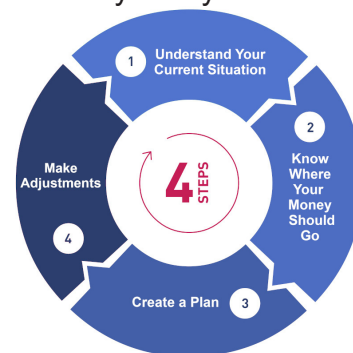 1
Understand Your
Current Situation
2
Know
Where
Your
Money
Should
Go
Create a Plan
3
Make
Adjustments
4
4
STEPS